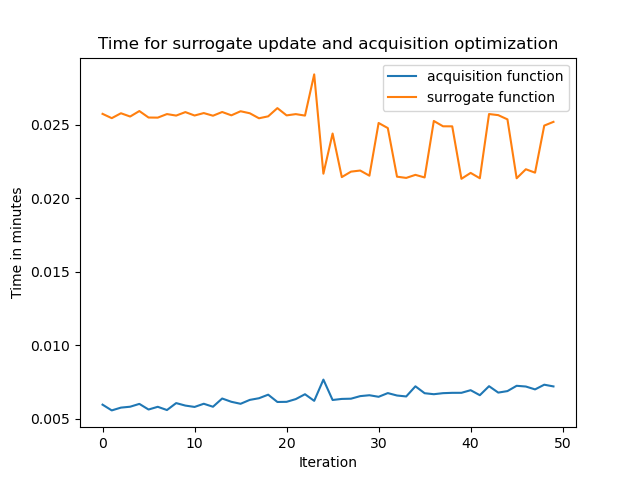 Time for surrogate update and acquisition optimization
acquisition function
surrogate function
0.025
0.020
0.015
0.010
0.005
Time in minutes
0 10 20 30 40 50
Iteration